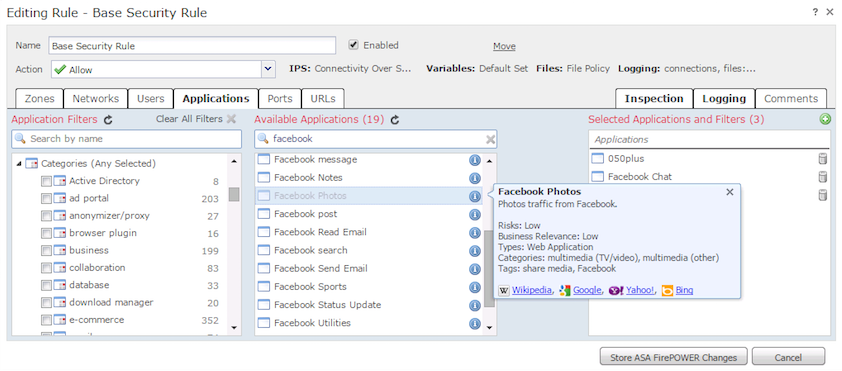 Editing Rule - Base Security Rule
? ×
Name Base Security Rule Enabled Move
Action Allow IPS: Connectivity Over S... Variables: Default Set Files: File Policy Logging: connections, files:...
Zones Networks Users Applications Ports URLs Inspection Logging Comments
Application Filters Clear All Filters
Search by name
Categories (Any Selected)
Active Directory 8
ad portal 203
anonymizer/proxy 27
browser plugin 16
business 199
collaboration 83
database 33
download manager 20
e-commerce 352
Available Applications (19)
facebook
Facebook message
Facebook Notes
Facebook Photos
Facebook post
Facebook Read Email
Facebook search
Facebook Send Email
Facebook Sports
Facebook Status Update
Facebook Utilities
Selected Applications and Filters (3)
Applications
050plus
Facebook Chat
Facebook Photos
Photos traffic from Facebook.
Risks: Low
Business Relevance: Low
Types: Web Application
Categories: multimedia (TV/video), multimedia (other)
Tags: share media, Facebook
W Wikipedia, Google, Yahoo!, Bing
Store ASA FirePOWER Changes Cancel